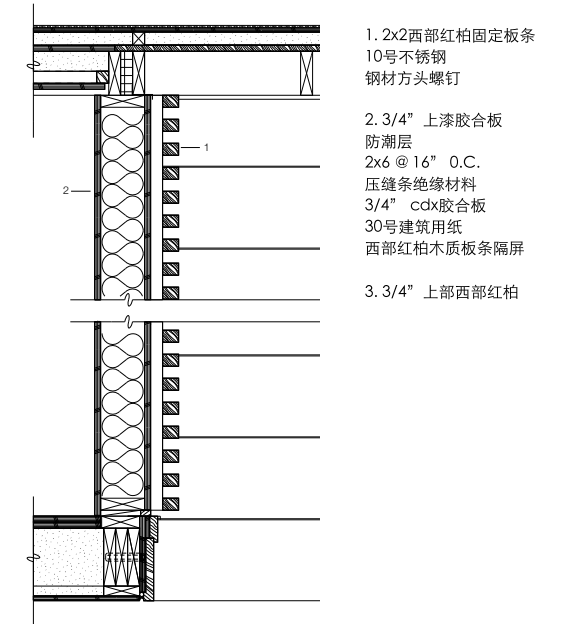 1. 2x2西部红柏固定板条
10号不锈钢
钢材方头螺钉
2. 3/4” 上漆胶合板
防潮层
2x6 @ 16” O.C.
压缝条绝缘材料
3/4” cdx胶合板
30号建筑用纸
西部红柏木质板条隔屏
3. 3/4” 上部西部红柏
1
2